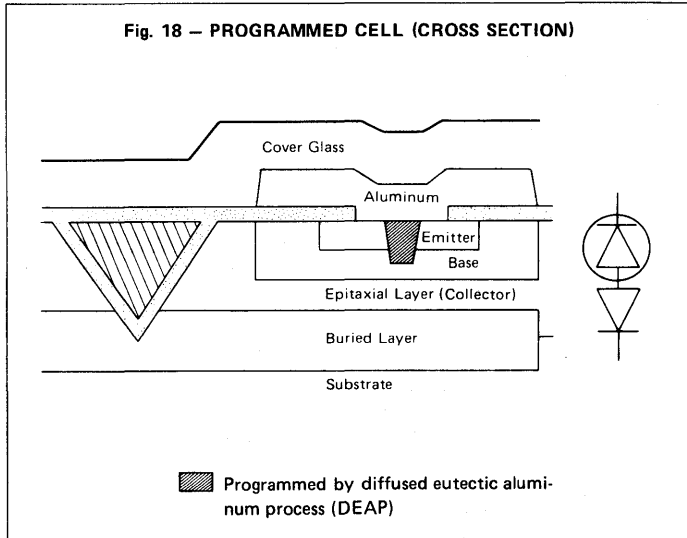 Fig. 18 – PROGRAMMED CELL (CROSS SECTION)
Cover Glass
Aluminum
Emitter
Base
Epitaxial Layer (Collector)
Buried Layer
Substrate
Programmed by diffused eutectic alumi-
num process (DEAP)